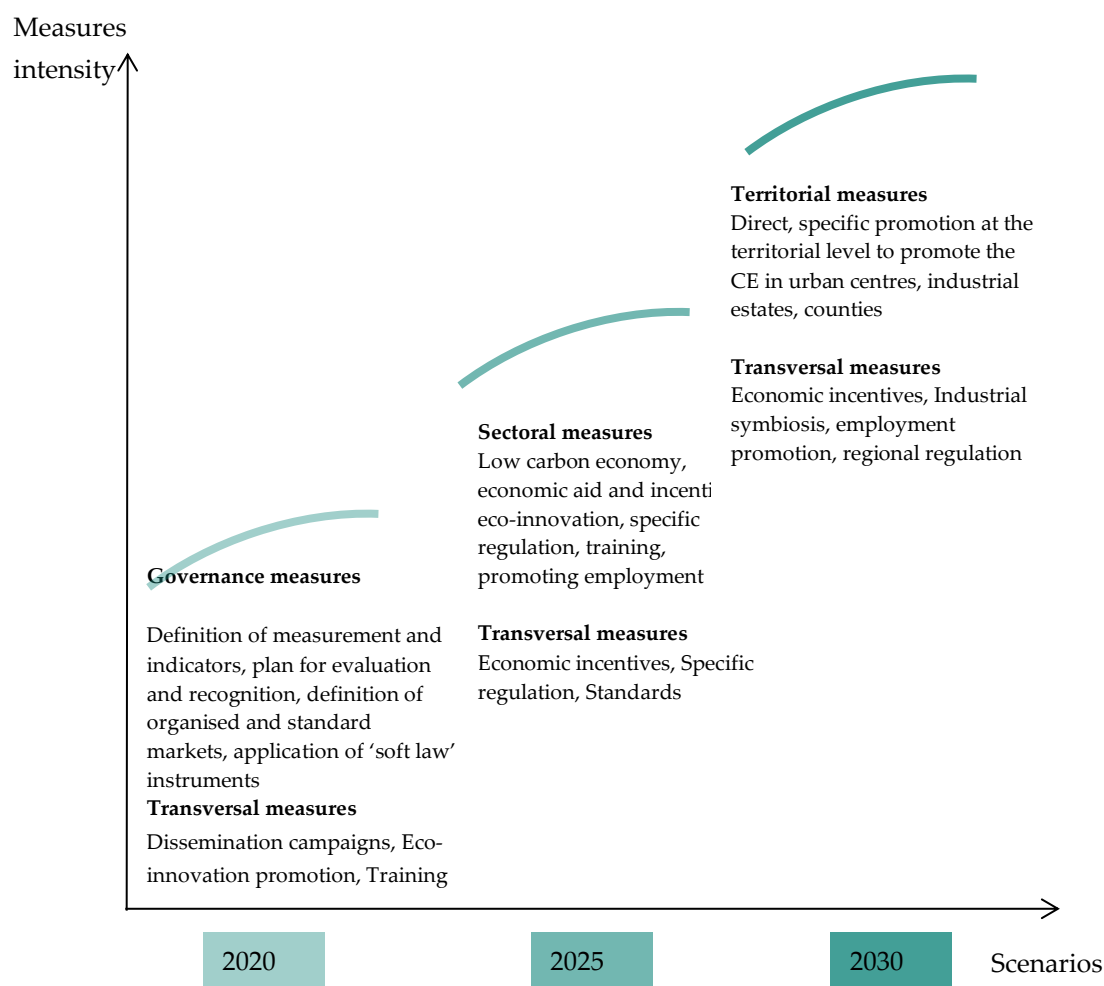 Measures
intensity
Territorial measures
Direct, specific promotion at the
territorial level to promote the
CE in urban centres, industrial
estates, counties
Transversal measures
Economic incentives, Industrial
symbiosis, employment
promotion, regional regulation
Sectoral measures
Low carbon economy,
economic aid and incenti
eco-innovation, specific
regulation, training,
promoting employment
Transversal measures
Economic incentives, Specific
regulation, Standards
Governance measures
Definition of measurement and
indicators, plan for evaluation
and recognition, definition of
organised and standard
markets, application of ‘soft law’
instruments
Transversal measures
Dissemination campaigns, Eco-
innovation promotion, Training
2020
2025
2030
Scenarios